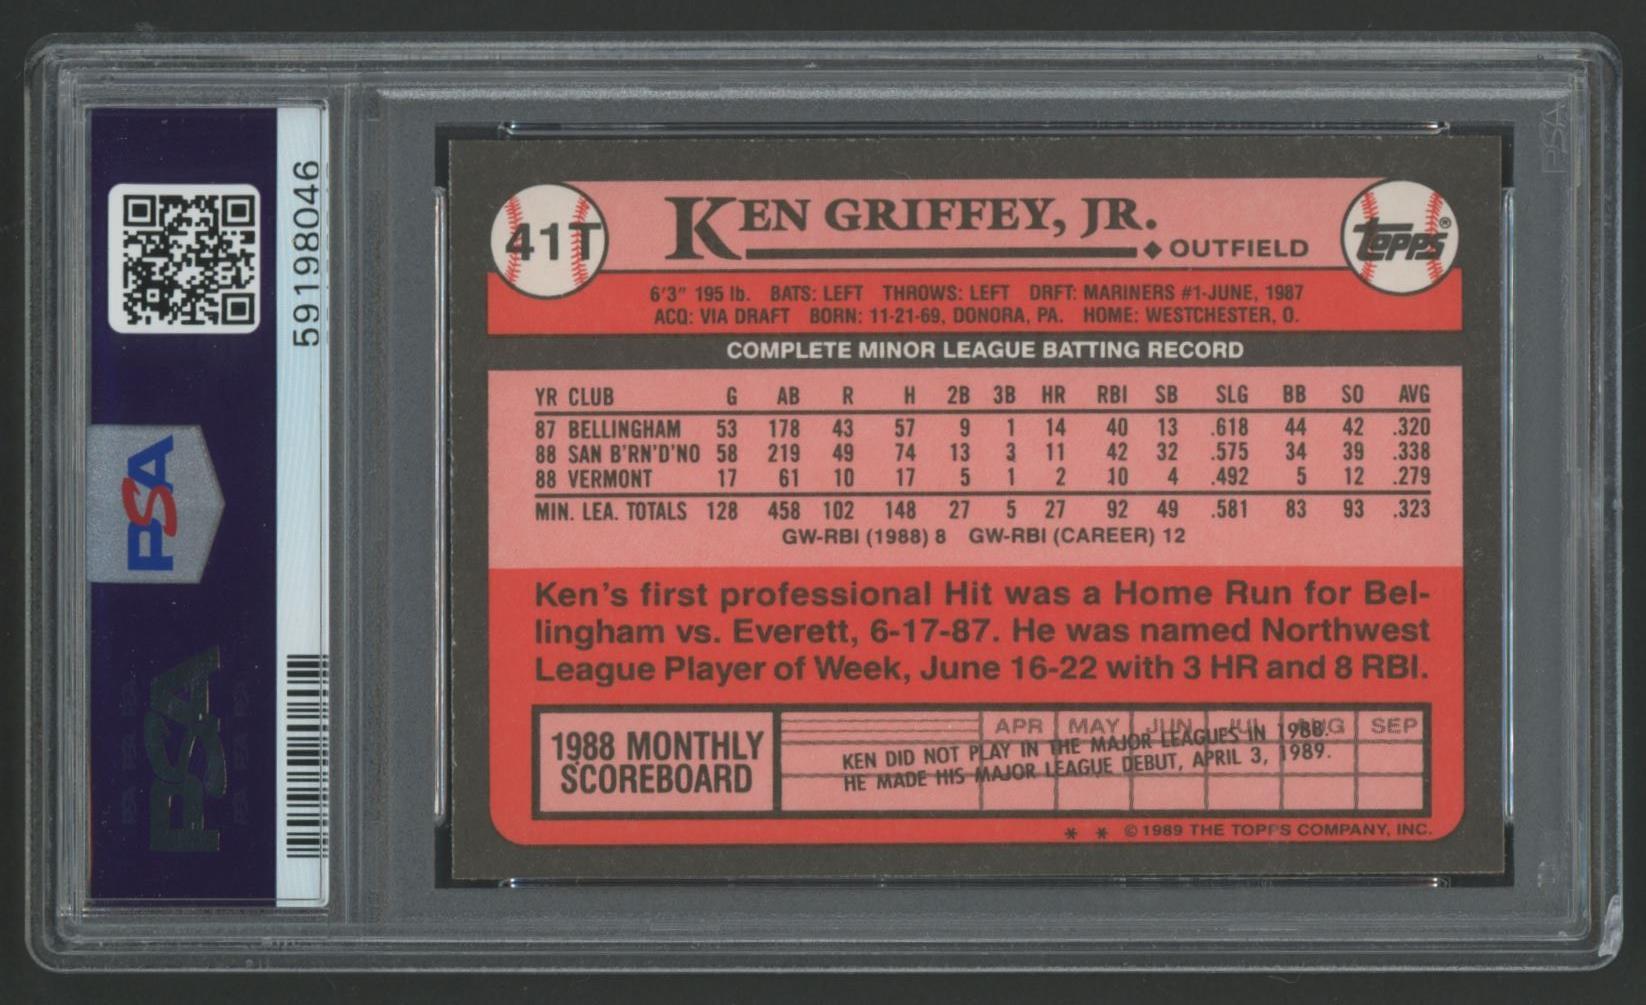 59198046
PSA
PSA
PSA
41T
KEN GRIFFEY, JR.
◆ OUTFIELD
Topps®
6'3" 195 lb. BATS: LEFT THROWS: LEFT DRFT: MARINERS #1-JUNE, 1987
ACQ: VIA DRAFT BORN: 11-21-69, DONORA, PA. HOME: WESTCHESTER, O.
COMPLETE MINOR LEAGUE BATTING RECORD
YR CLUB G AB R H 2B 3B HR RBI SB SLG BB SO AVG
87 BELLINGHAM 53 178 43 57 9 1 14 40 13 .618 44 42 .320
88 SAN B'RN'D'NO 58 219 49 74 13 3 11 42 32 .575 34 39 .338
88 VERMONT 17 61 10 17 5 1 2 10 4 .492 5 12 .279
MIN. LEA. TOTALS 128 458 102 148 27 5 27 92 49 .581 83 93 .323
GW-RBI (1988) 8 GW-RBI (CAREER) 12
Ken's first professional Hit was a Home Run for Bel-
lingham vs. Everett, 6-17-87. He was named Northwest
League Player of Week, June 16-22 with 3 HR and 8 RBI.
1988 MONTHLY
SCOREBOARD
APR MAY JUN JUL AUG SEP
KEN DID NOT PLAY IN THE MAJOR LEAGUES IN 1988.
HE MADE HIS MAJOR LEAGUE DEBUT, APRIL 3, 1989.
* * © 1989 THE TOPPS COMPANY, INC.